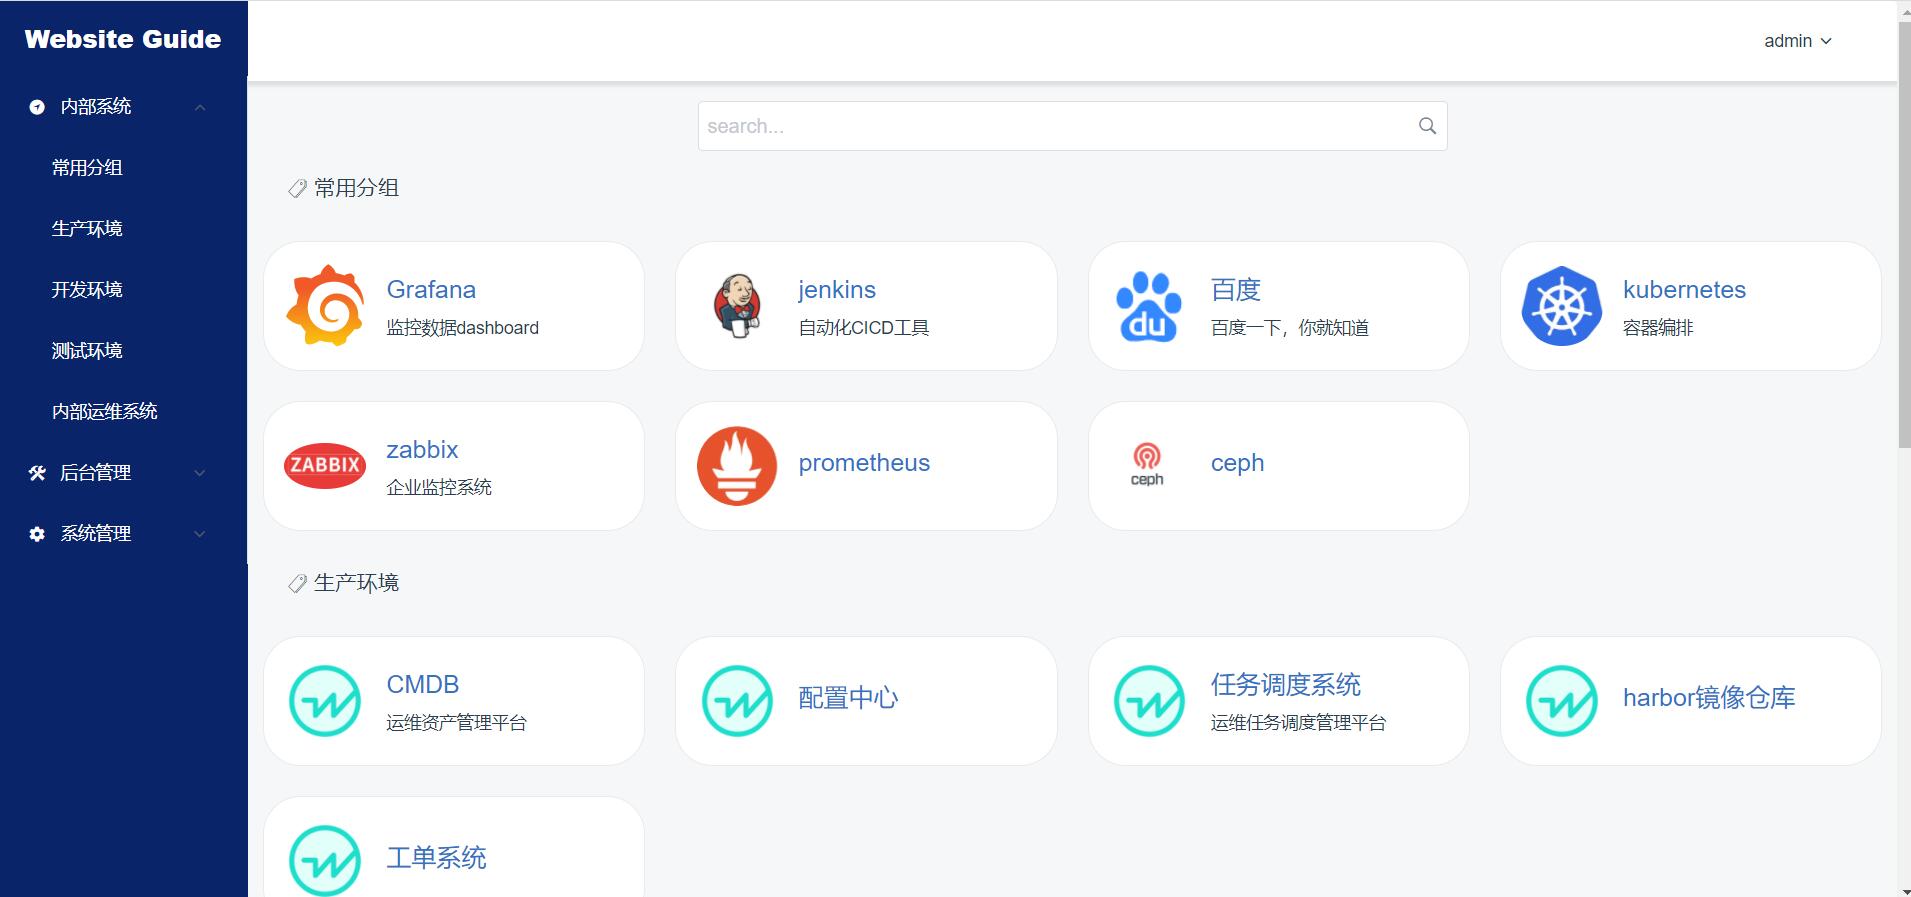 Website Guide
admin
内部系统
常用分组
生产环境
开发环境
测试环境
内部运维系统
后台管理
系统管理
search...
常用分组
Grafana
监控数据dashboard
jenkins
自动化CICD工具
du
百度
百度一下，你就知道
kubernetes
容器编排
ZABBIX
zabbix
企业监控系统
prometheus
ceph
ceph
生产环境
CMDB
运维资产管理平台
配置中心
任务调度系统
运维任务调度管理平台
harbor镜像仓库
工单系统